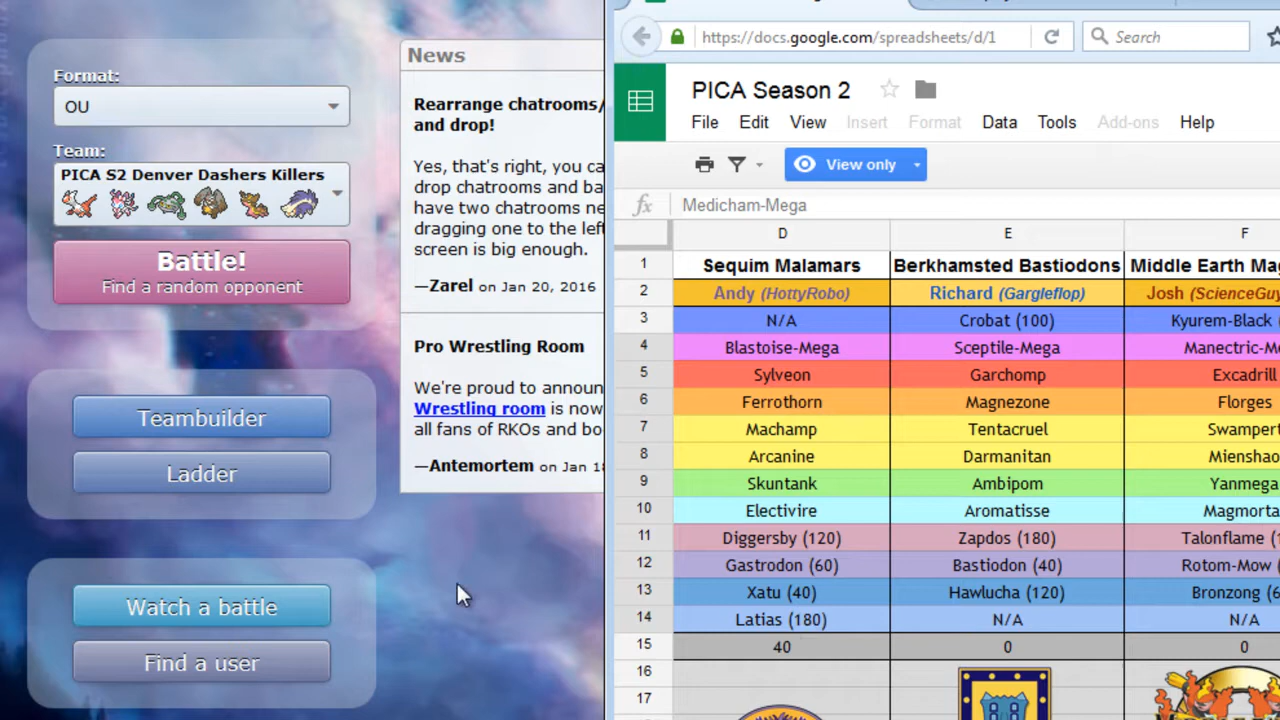 Format:
OU
Team:
PICA S2 Denver Dashers Killers
Battle!
Find a random opponent
Teambuilder
Ladder
Watch a battle
Find a user
News
Rearrange chatrooms/
and drop!
Yes, that's right, you ca
drop chatrooms and ba
have two chatrooms ne
dragging one to the left
screen is big enough.
—Zarel on Jan 20, 2016
Pro Wrestling Room
We're proud to announ
Wrestling room is now
all fans of RKOs and bo
—Antemortem on Jan 18
https://docs.google.com/spreadsheets/d/1
Search
PICA Season 2
File Edit View Insert Format Data Tools Add-ons Help
View only
fx Medicham-Mega
D E F
1 Sequim Malamars Berkhamsted Bastiodons Middle Earth Mag
2 Andy (HottyRobo) Richard (Gargleflop) Josh (ScienceGuy
3 N/A Crobat (100) Kyurem-Black (
4 Blastoise-Mega Sceptile-Mega Manectric-M
5 Sylveon Garchomp Excadrill
6 Ferrothorn Magnezone Florges
7 Machamp Tentacruel Swampert
8 Arcanine Darmanitan Mienshao
9 Skuntank Ambipom Yanmega
10 Electivire Aromatisse Magmorta
11 Diggersby (120) Zapdos (180) Talonflame (1
12 Gastrodon (60) Bastiodon (40) Rotom-Mow (
13 Xatu (40) Hawlucha (120) Bronzong (6
14 Latias (180) N/A N/A
15 40 0 0
16
17